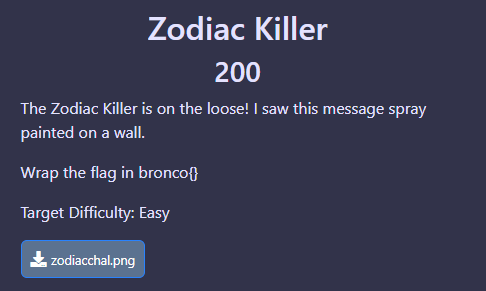 Zodiac Killer
200
The Zodiac Killer is on the loose! I saw this message spray
painted on a wall.
Wrap the flag in bronco{}
Target Difficulty: Easy
zodiacchal.png